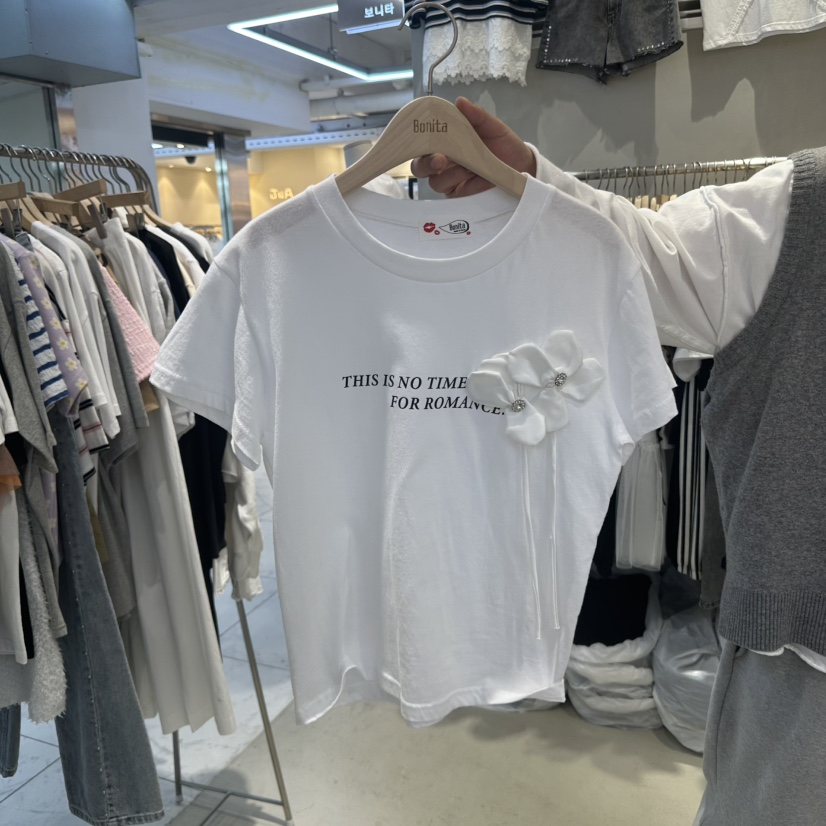 보니타
Bonita
J&A
Bonita
THIS IS NO TIME
FOR ROMANCE.